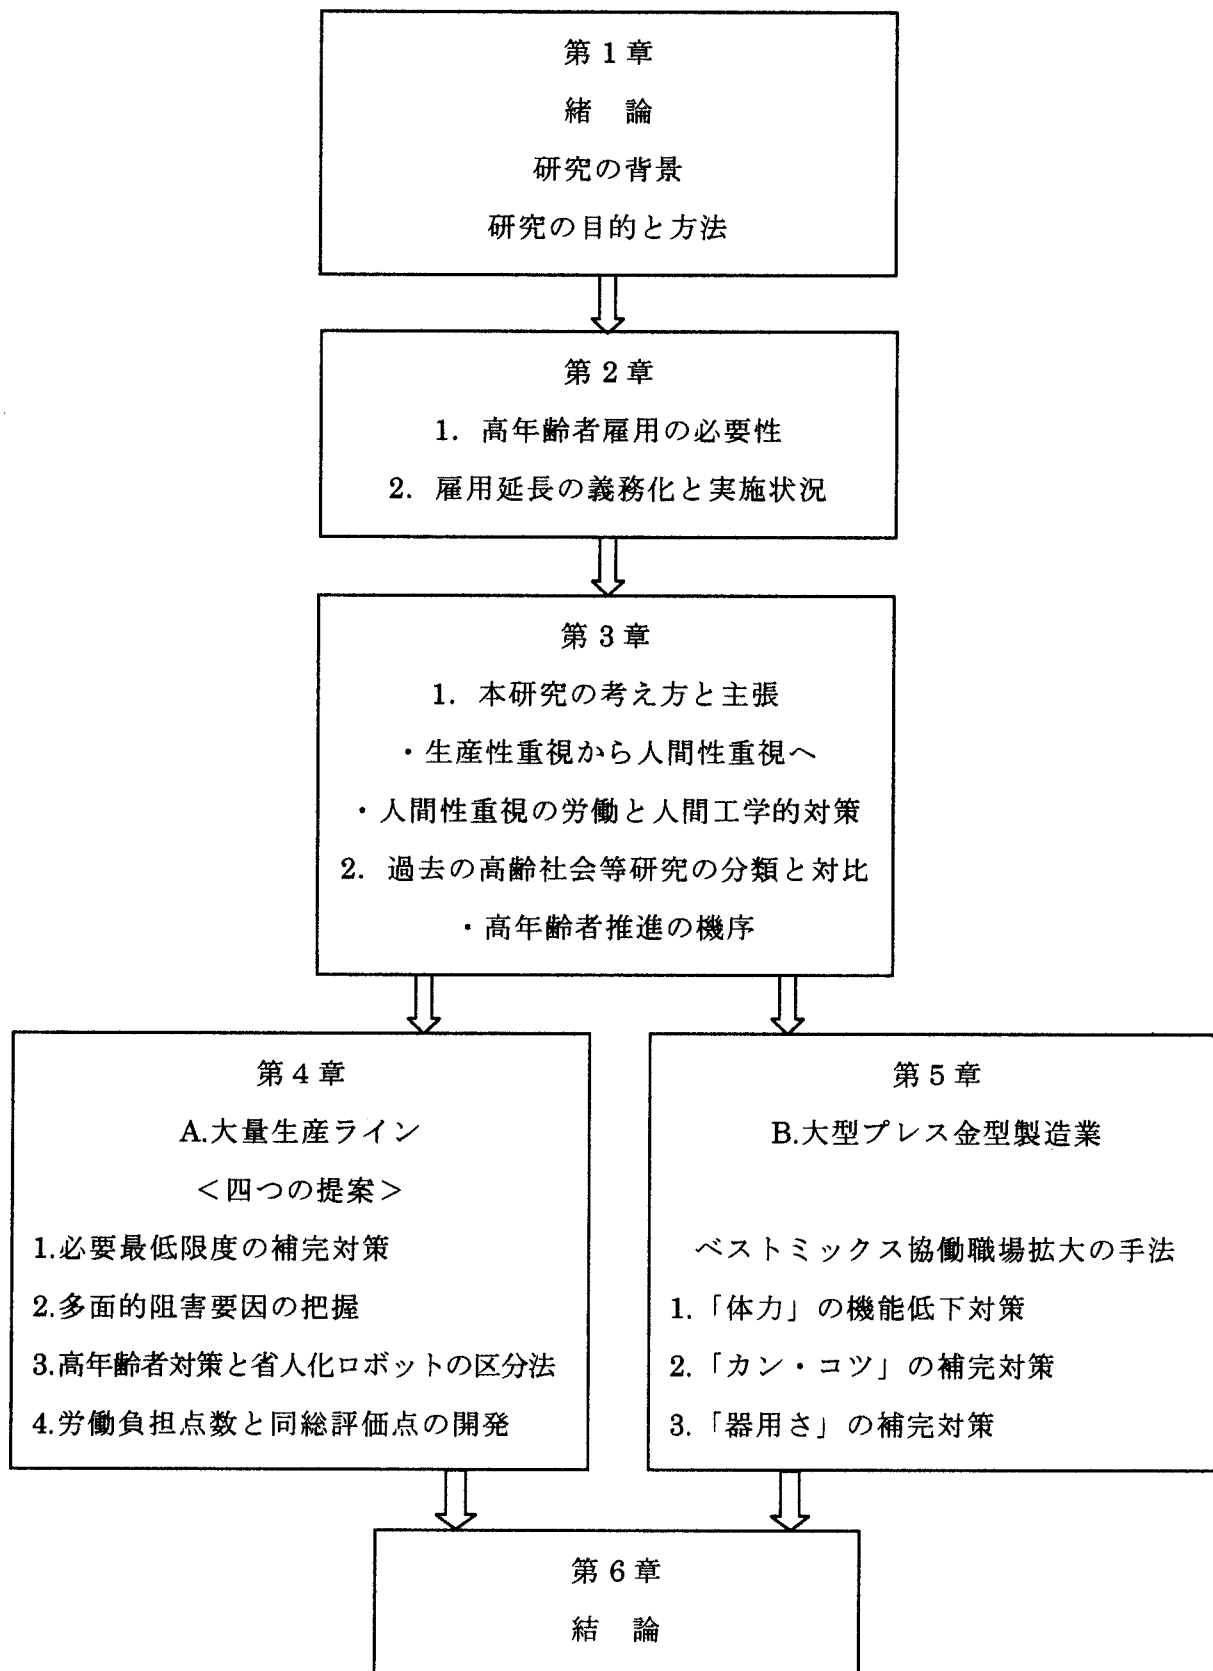 第1章
緒　論
研究の背景
研究の目的と方法
第2章
1. 高年齢者雇用の必要性
2. 雇用延長の義務化と実施状況
第3章
1. 本研究の考え方と主張
・生産性重視から人間性重視へ
・人間性重視の労働と人間工学的対策
2. 過去の高齢社会等研究の分類と対比
・高年齢者推進の機序
第4章
A.大量生産ライン
＜四つの提案＞
1.必要最低限度の補完対策
2.多面的阻害要因の把握
3.高年齢者対策と省人化ロボットの区分法
4.労働負担点数と同総評価点の開発
第5章
B.大型プレス金型製造業
ベストミックス協働職場拡大の手法
1.「体力」の機能低下対策
2.「カン・コツ」の補完対策
3.「器用さ」の補完対策
第6章
結　論